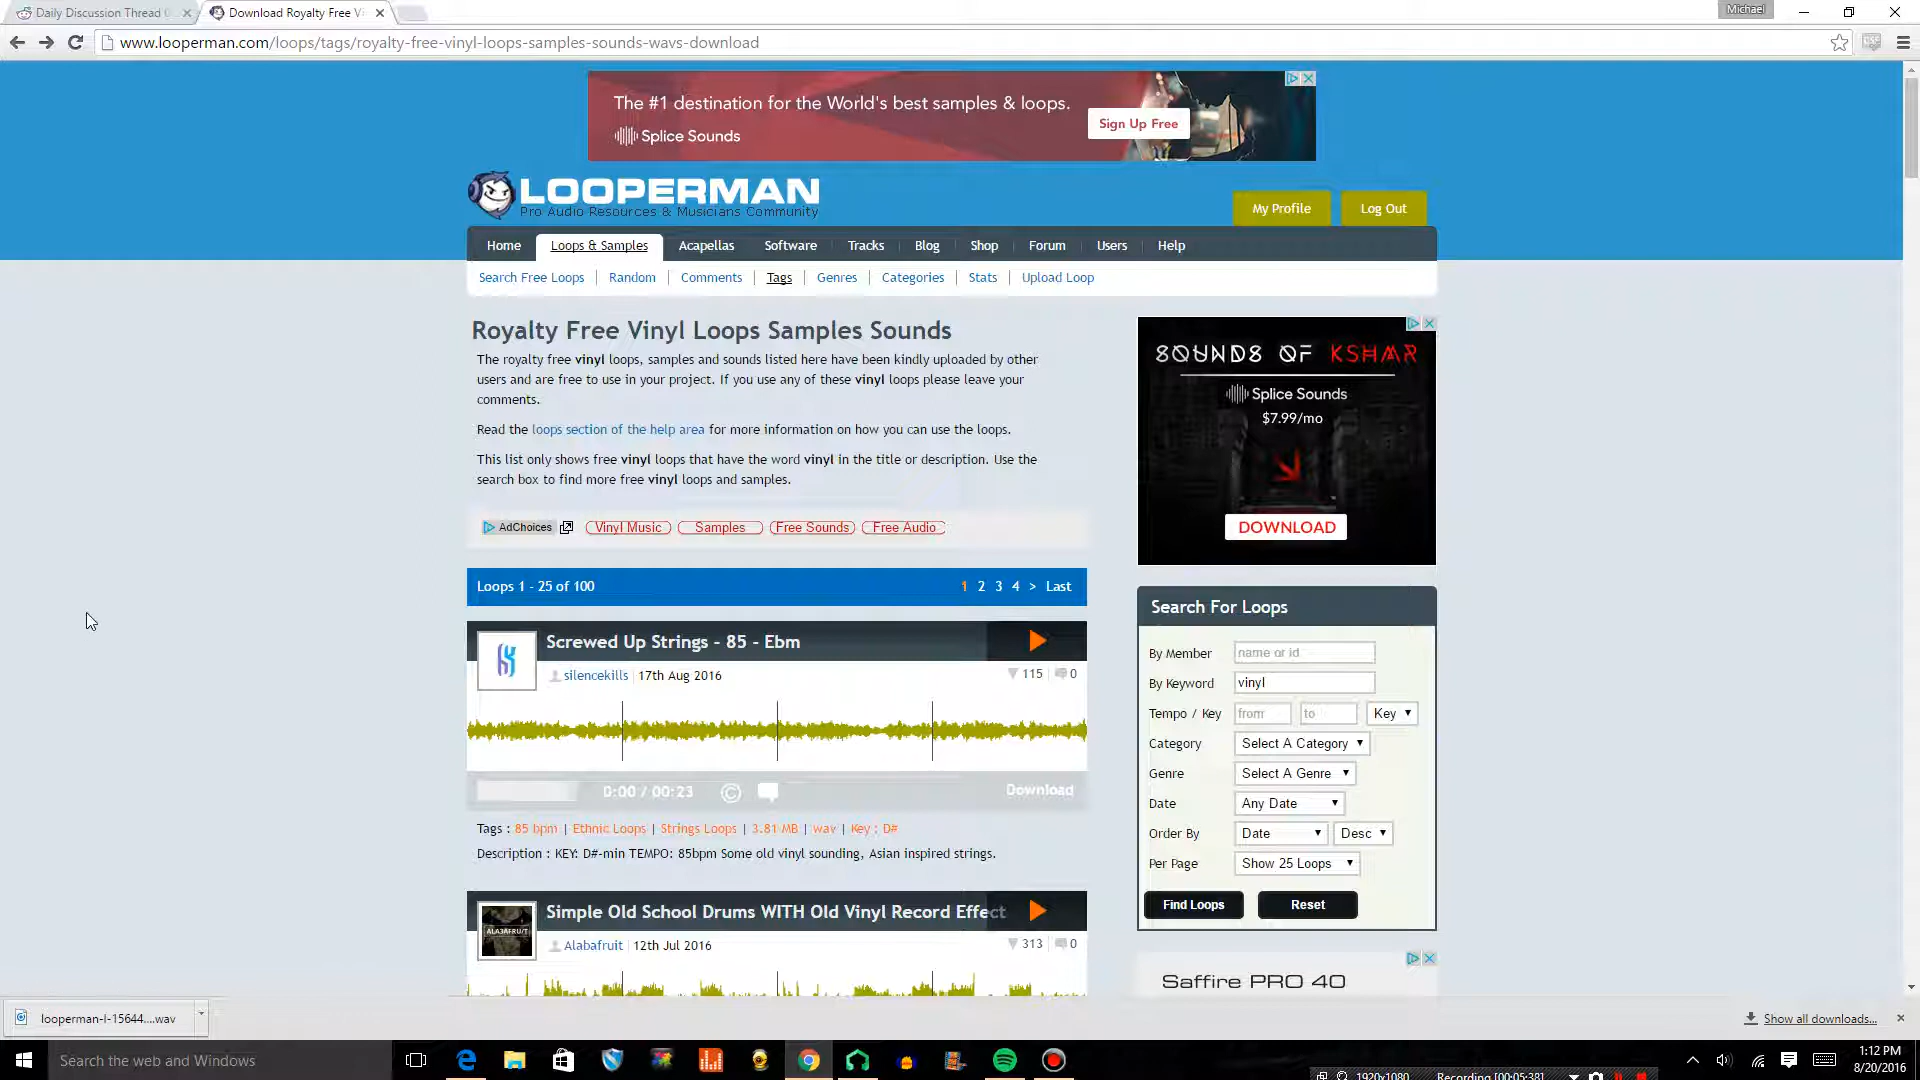 Daily Discussion Thread
Download Royalty Free V
Michael
www.looperman.com/loops/tags/royalty-free-vinyl-loops-samples-sounds-wavs-download
The #1 destination for the World's best samples & loops.
Splice Sounds
Sign Up Free
LOOPERMAN
Pro Audio Resources & Musicians Community
My Profile
Log Out
Home
Loops & Samples
Acapellas
Software
Tracks
Blog
Shop
Forum
Users
Help
Search Free Loops
Random
Comments
Tags
Genres
Categories
Stats
Upload Loop
Royalty Free Vinyl Loops Samples Sounds
The royalty free vinyl loops, samples and sounds listed here have been kindly uploaded by other
users and are free to use in your project. If you use any of these vinyl loops please leave your
comments.
Read the loops section of the help area for more information on how you can use the loops.
This list only shows free vinyl loops that have the word vinyl in the title or description. Use the
search box to find more free vinyl loops and samples.
AdChoices
Vinyl Music
Samples
Free Sounds
Free Audio
SOUNDS OF KSHMR
Splice Sounds
$7.99/mo
DOWNLOAD
Loops 1 - 25 of 100
1 2 3 4 > Last
Screwed Up Strings - 85 - Ebm
silencekills | 17th Aug 2016
115
0
0:00 / 00:23
©
Download
Tags : 85 bpm | Ethnic Loops | Strings Loops | 3.81 MB | wav | Key : D#
Description : KEY: D#-min TEMPO: 85bpm Some old vinyl sounding, Asian inspired strings.
Simple Old School Drums WITH Old Vinyl Record Effect
ALABAFRUIT
Alabafruit | 12th Jul 2016
313
0
Search For Loops
By Member name or id
By Keyword vinyl
Tempo / Key from to Key
Category Select A Category
Genre Select A Genre
Date Any Date
Order By Date Desc
Per Page Show 25 Loops
Find Loops
Reset
Saffire PRO 40
looperman-l-15644....wav
Show all downloads...
Search the web and Windows
1:12 PM
8/20/2016
1920x1080
Recording [00:05:38]